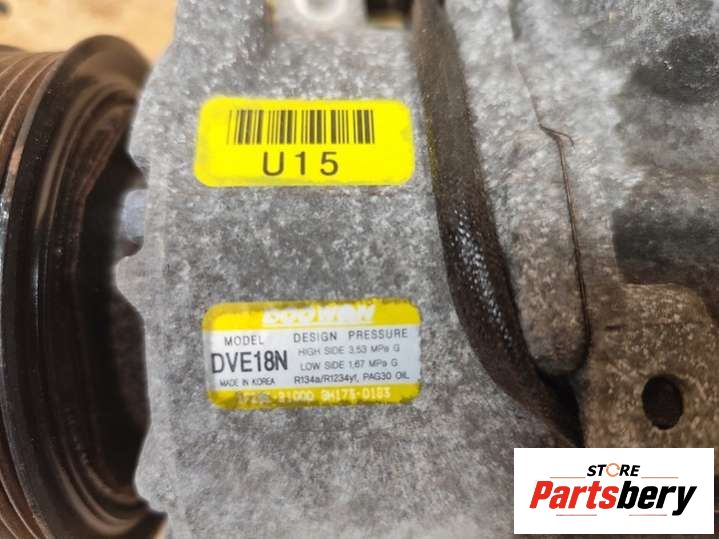 U15
DOOWON
MODEL
DVE18N
MADE IN KOREA
DESIGN PRESSURE
HIGH SIDE 3,53 MPa G
LOW SIDE 1,67 MPa G
R134a/R1234yf, PAG30 OIL
STORE
Partsbery